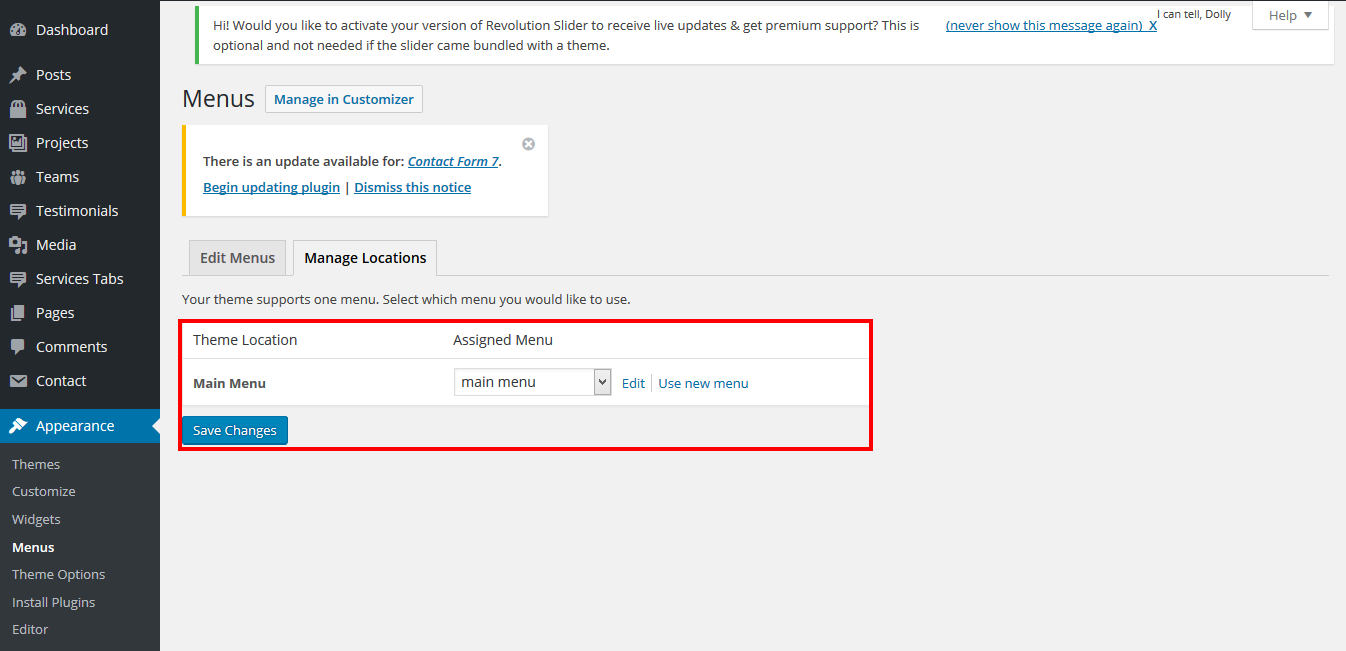 Dashboard
Posts
Services
Projects
Teams
Testimonials
Media
Services Tabs
Pages
Comments
Contact
Appearance
Themes
Customize
Widgets
Menus
Theme Options
Install Plugins
Editor
Hi! Would you like to activate your version of Revolution Slider to receive live updates & get premium support? This is
optional and not needed if the slider came bundled with a theme.
(never show this message again) X
I can tell, Dolly
Help
Menus Manage in Customizer
There is an update available for: Contact Form 7.
Begin updating plugin | Dismiss this notice
Edit Menus Manage Locations
Your theme supports one menu. Select which menu you would like to use.
Theme Location Assigned Menu
Main Menu main menu Edit Use new menu
Save Changes